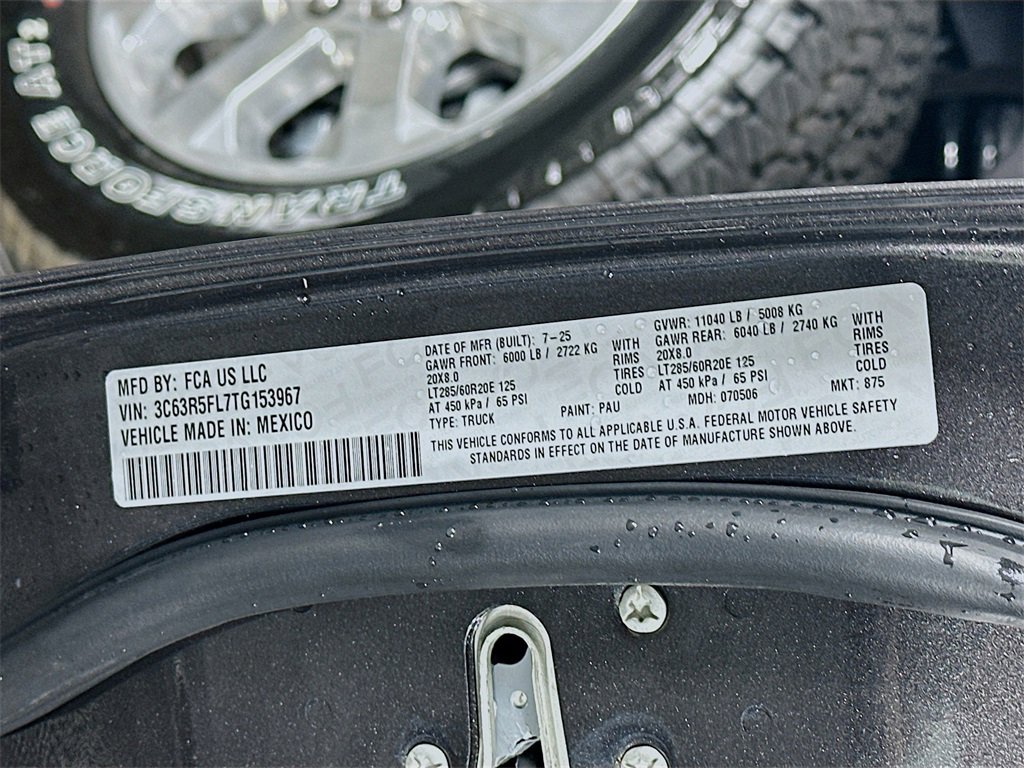 TRANSFORCE AT3
MFD BY: FCA US LLC
VIN: 3C63R5FL7TG153967
VEHICLE MADE IN: MEXICO
DATE OF MFR (BUILT): 7-25
GAWR FRONT: 6000 LB / 2722 KG WITH
20X8.0 RIMS
LT285/60R20E 125 TIRES
AT 450 kPa / 65 PSI COLD
TYPE: TRUCK PAINT: PAU
GVWR: 11040 LB / 5008 KG
GAWR REAR: 6040 LB / 2740 KG WITH
20X8.0 RIMS
LT285/60R20E 125 TIRES
AT 450 kPa / 65 PSI COLD
MDH: 070506 MKT: 875
THIS VEHICLE CONFORMS TO ALL APPLICABLE U.S.A. FEDERAL MOTOR VEHICLE SAFETY
STANDARDS IN EFFECT ON THE DATE OF MANUFACTURE SHOWN ABOVE.